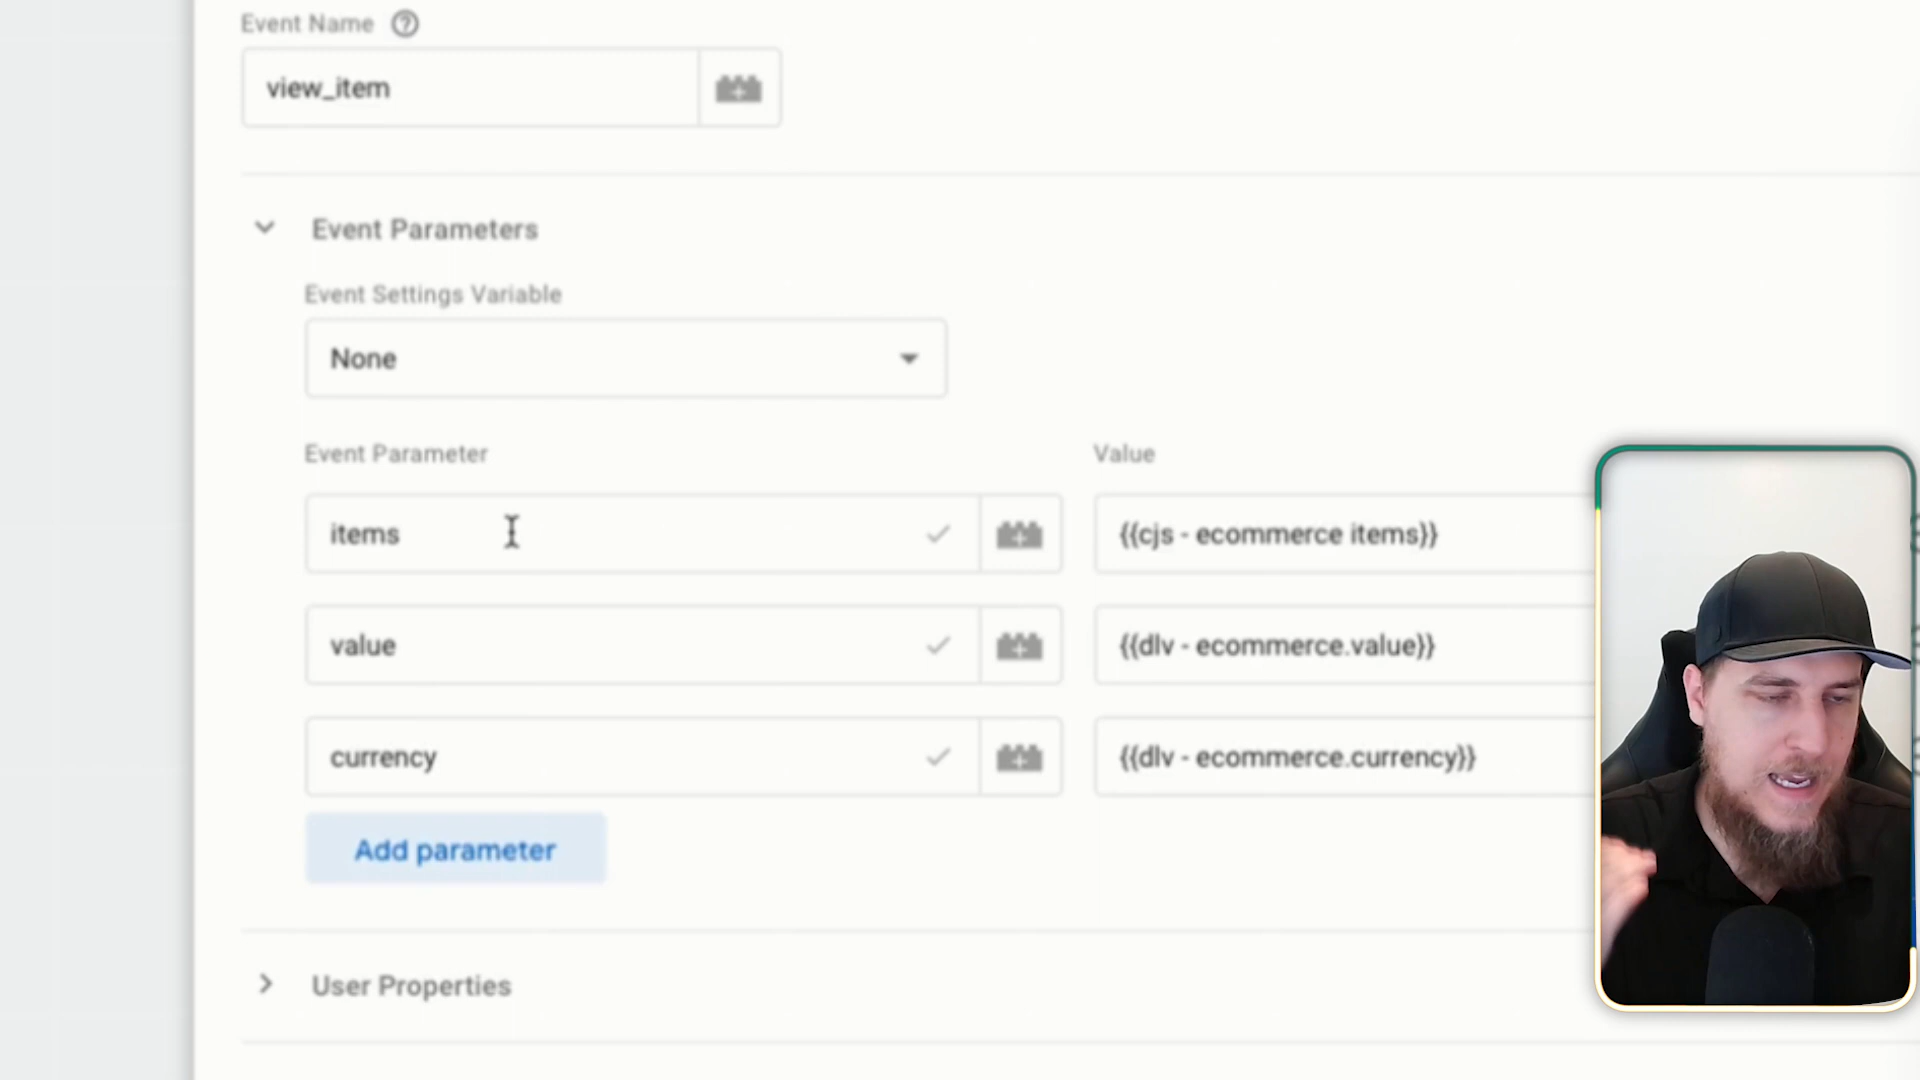 Event Name
view_item
Event Parameters
Event Settings Variable
None
Event Parameter Value
items {{cjs - ecommerce items}}
value {{dlv - ecommerce.value}}
currency {{dlv - ecommerce.currency}}
Add parameter
User Properties